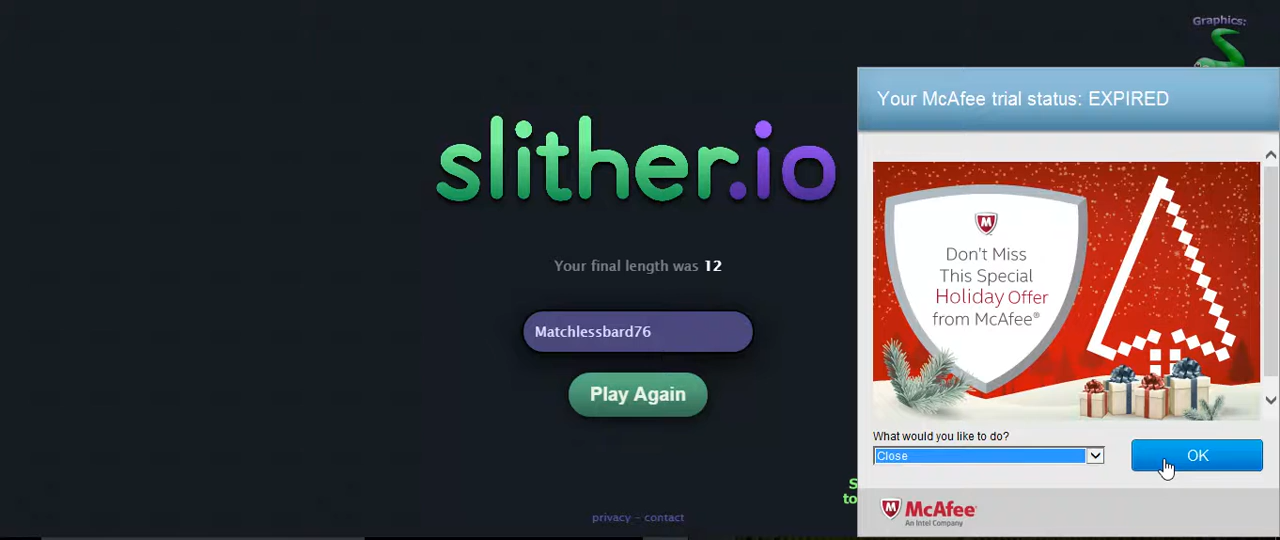 Graphics:
slither.io
Your final length was 12
Matchlessbard76
Play Again
S
to
privacy - contact
Your McAfee trial status: EXPIRED
M
Don't Miss
This Special
Holiday Offer
from McAfee®
What would you like to do?
Close
OK
McAfee
An Intel Company